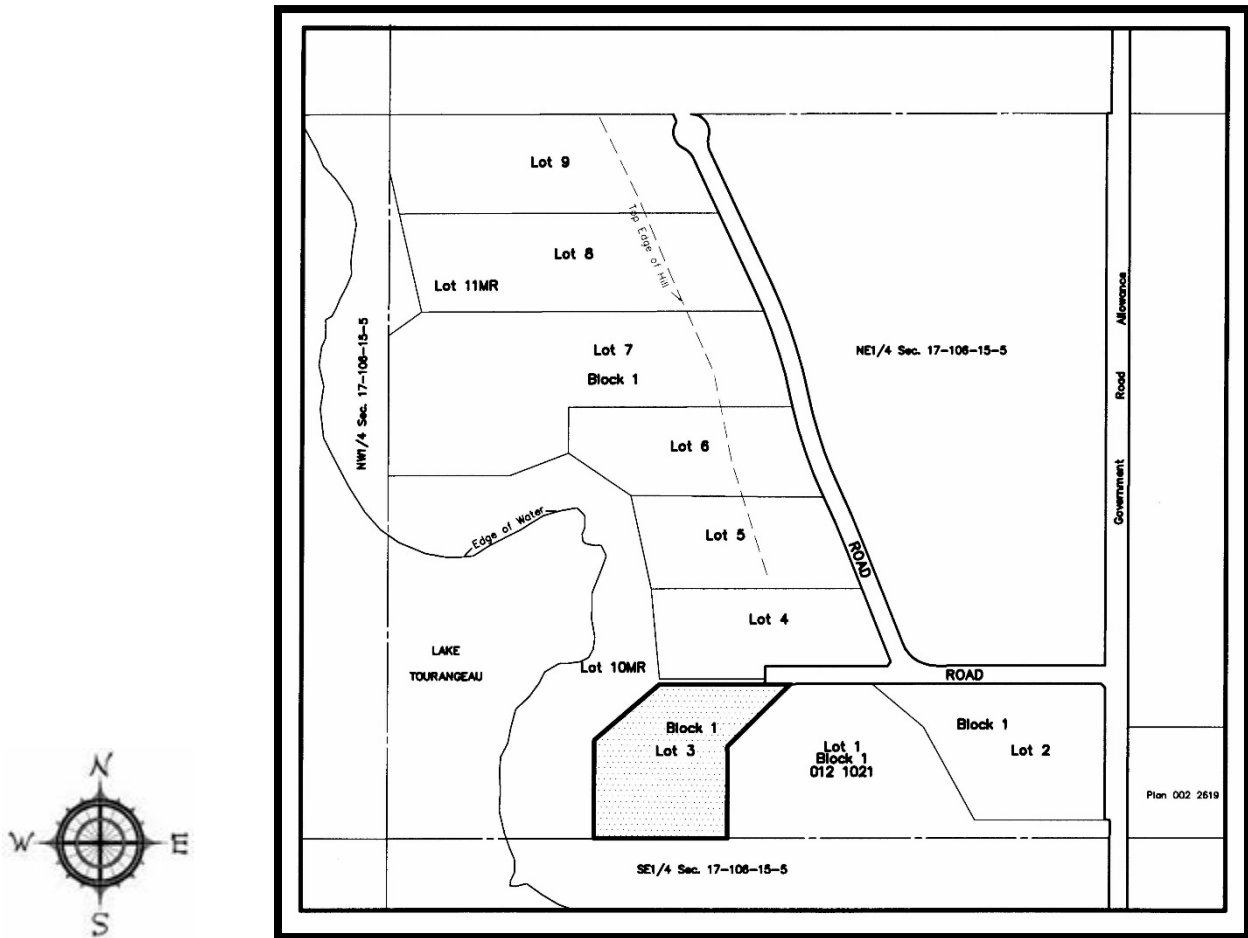 Lot 9
Top Edge of Hill
Lot 8
Lot 11MR
Government Road Allowance
NW1/4 Sec. 17-106-15-5
Lot 7
Block 1
NE1/4 Sec. 17-106-15-5
Lot 6
Edge of Water
Lot 5
ROAD
Lot 4
LAKE
TOURANGEAU
Lot 10MR
ROAD
Block 1
Lot 3
Lot 1
Block 1
012 1021
Block 1
Lot 2
Plan 002 2619
SE1/4 Sec. 17-106-15-5
N
W
E
S